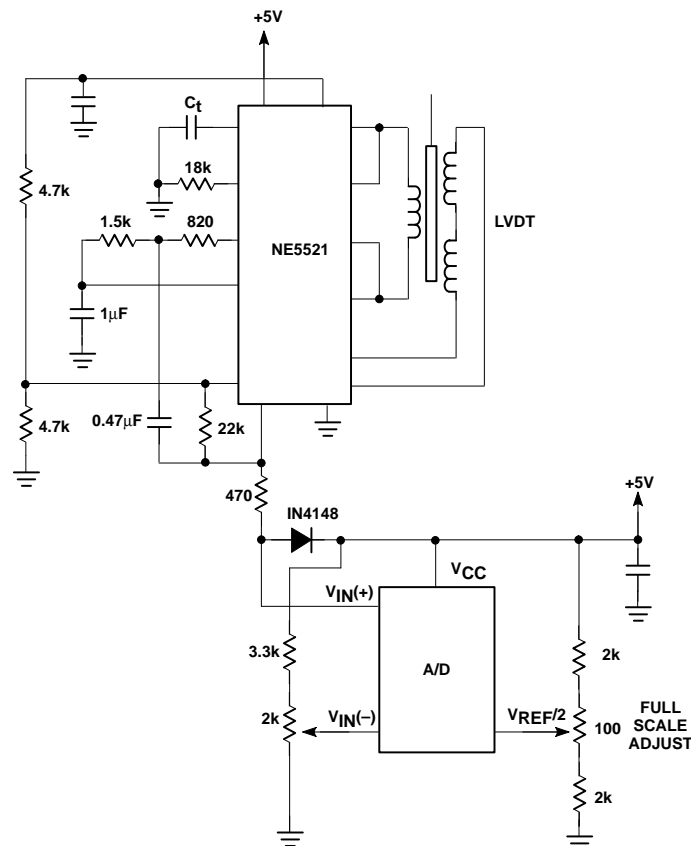 +5V
Ct
18k
4.7k
1.5k
820
NE5521
LVDT
1μF
4.7k
0.47μF
22k
470
+5V
IN4148
VCC
VIN(+)
3.3k
2k
A/D
2k
VIN(–)
VREF/2
100
FULL
SCALE
ADJUST
2k